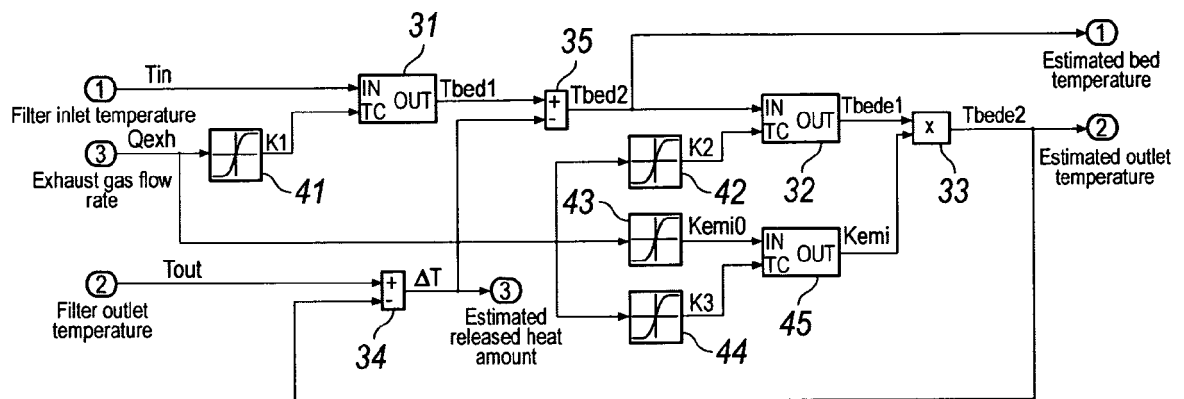 31
35
1
Tin
IN
TC
OUT
Tbed1
+
-
Tbed2
Estimated bed
temperature
1
Filter inlet temperature
IN
TC
OUT
Tbede1
x
Tbede2
2
Qexh
K1
K2
3
Exhaust gas flow
rate
41
42
32
33
Estimated outlet
temperature
43
Kemi0
IN
TC
OUT
Kemi
Tout
2
+
-
ΔT
3
K3
Filter outlet
temperature
34
Estimated
released heat
amount
44
45